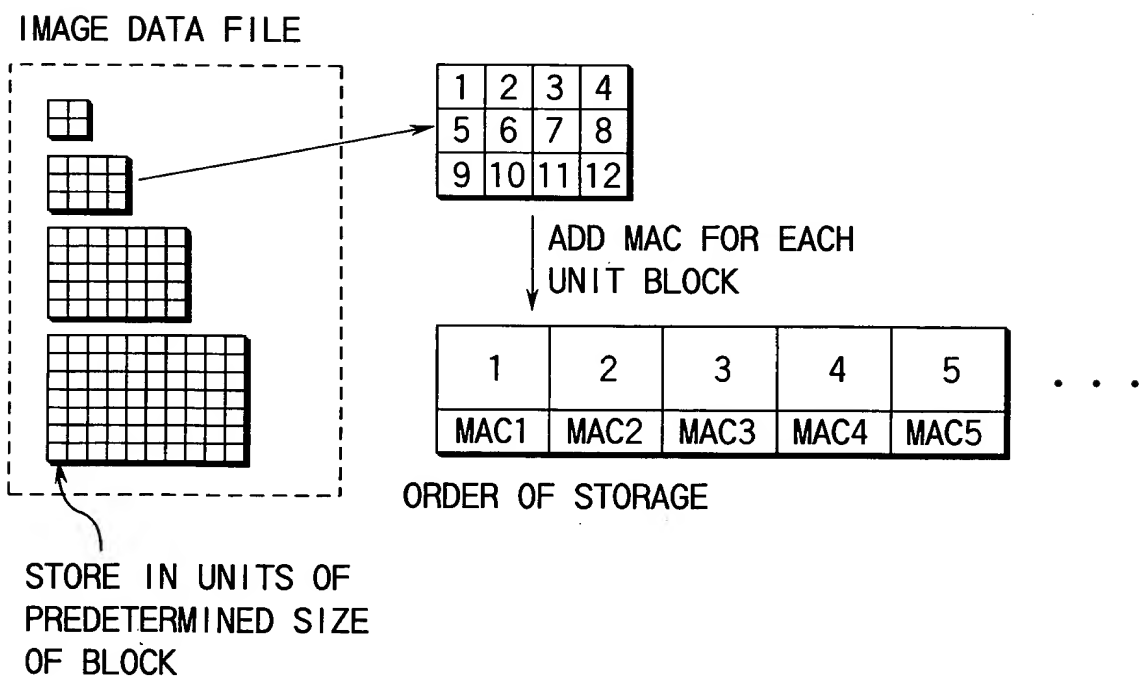 IMAGE DATA FILE
1 2 3 4
5 6 7 8
9 10 11 12
ADD MAC FOR EACH
UNIT BLOCK
1 2 3 4 5 . . .
MAC1 MAC2 MAC3 MAC4 MAC5
ORDER OF STORAGE
STORE IN UNITS OF
PREDETERMINED SIZE
OF BLOCK